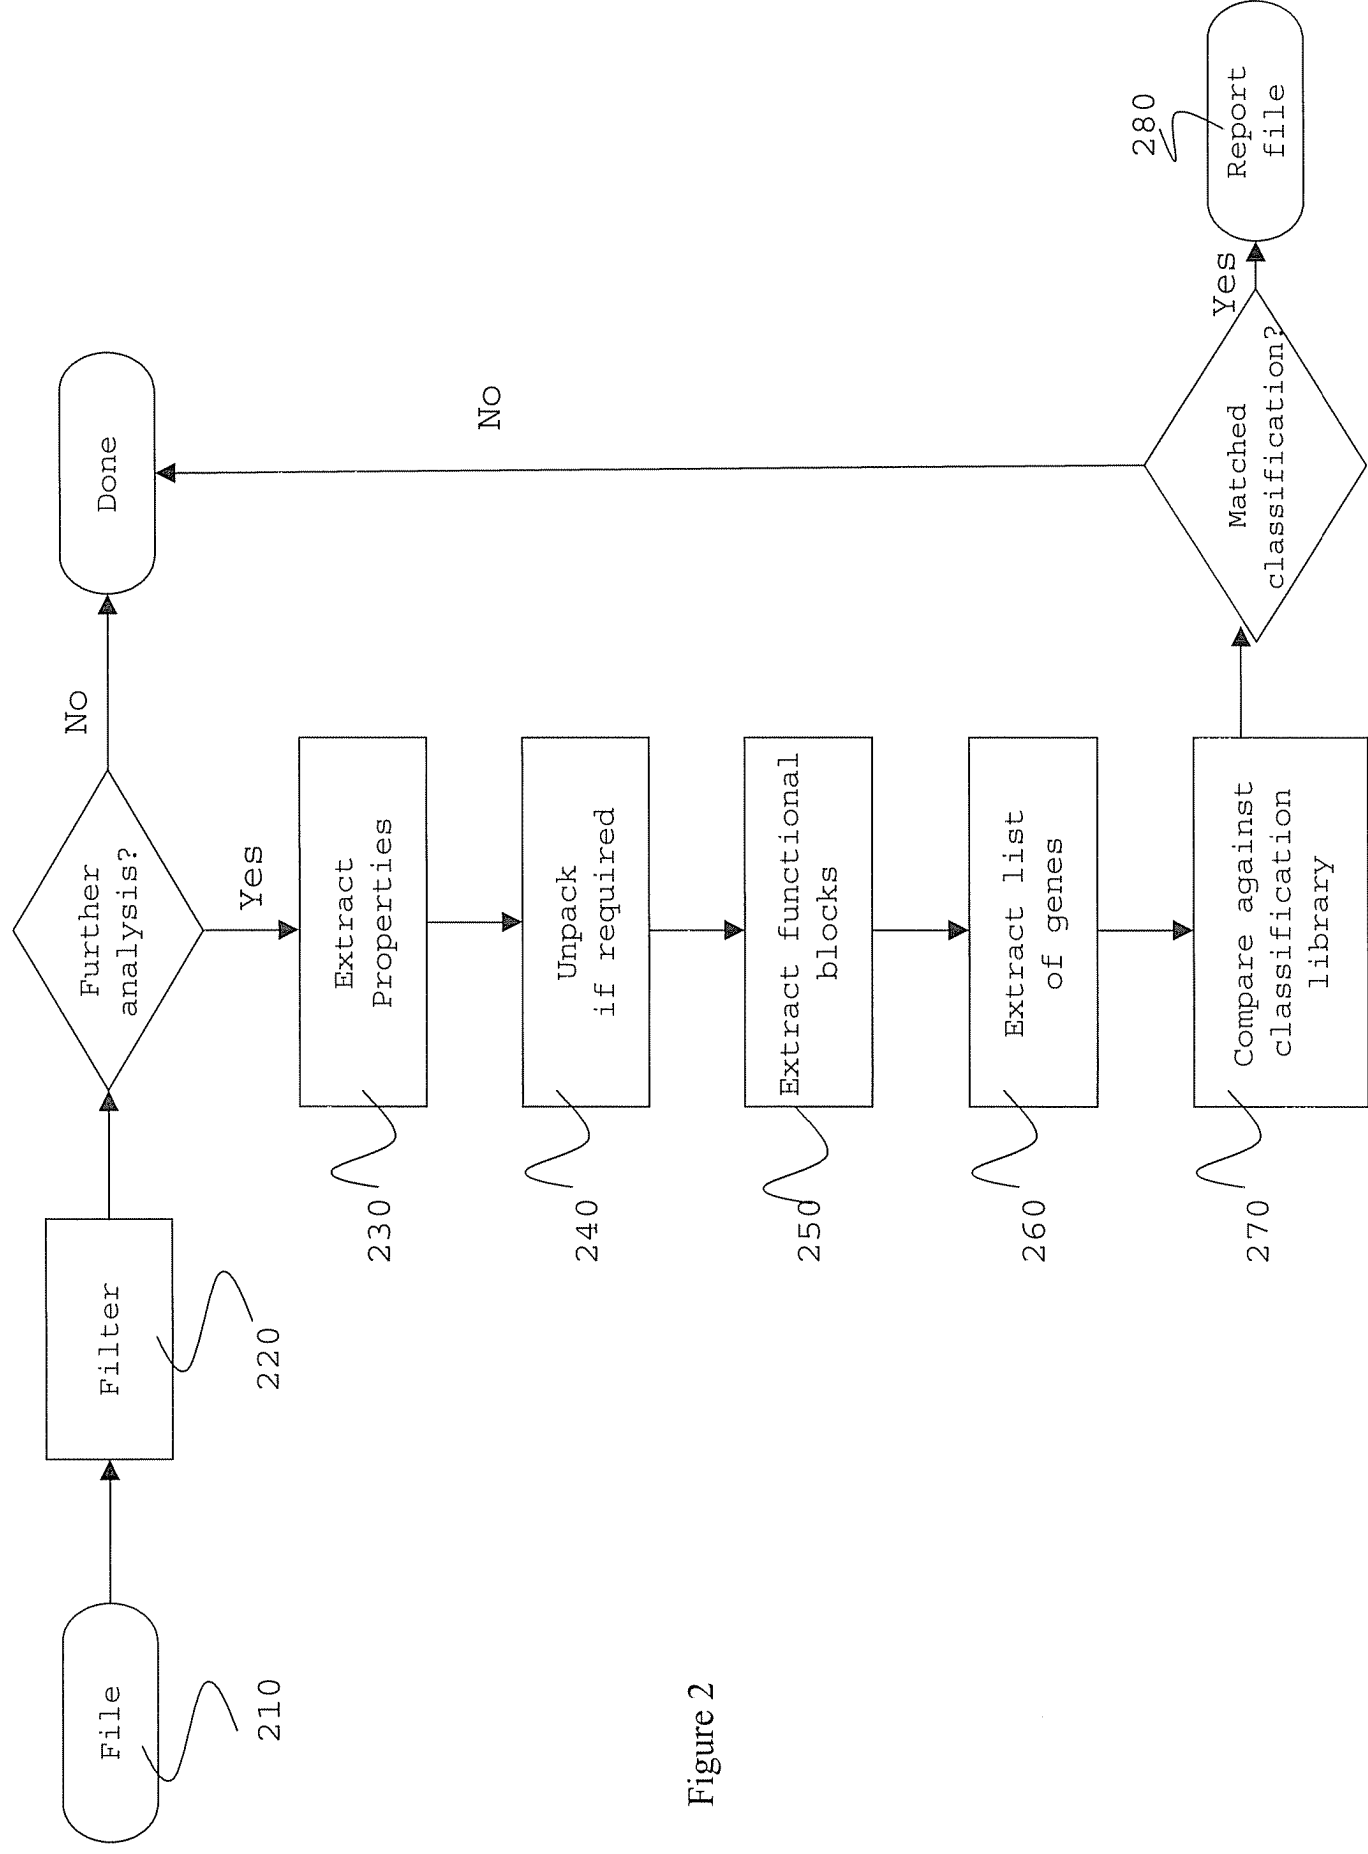 File
210
Filter
220
Further
analysis?
No
Done
Yes
Extract
Properties
230
Unpack
if required
240
Extract functional
blocks
250
Extract list
of genes
260
Compare against
classification
library
270
Matched
classification?
No
Yes
Report
file
280
Figure 2